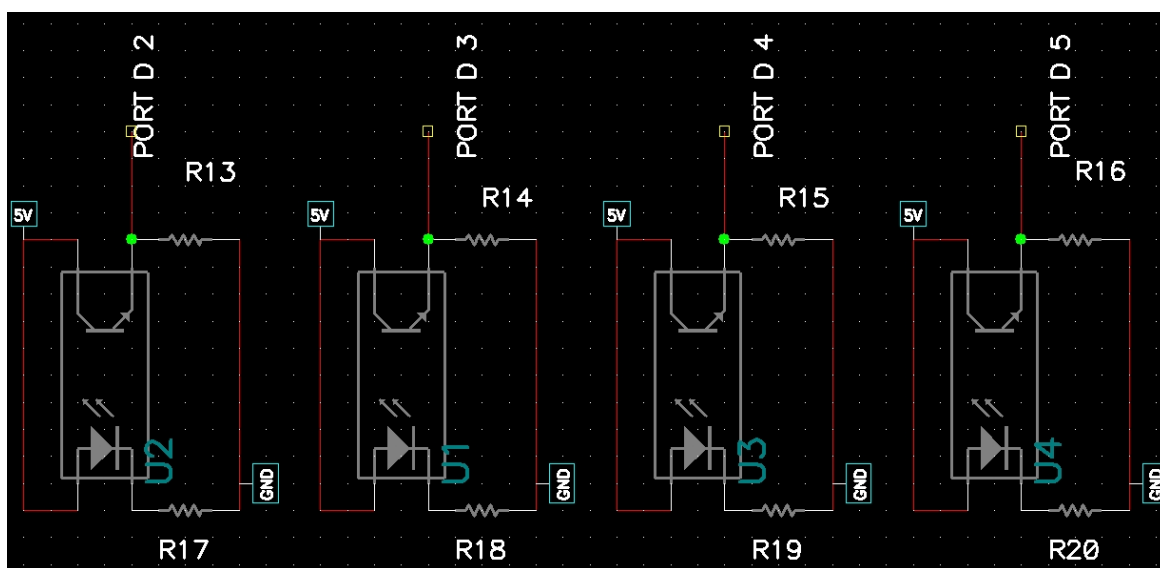 PORT D 2
PORT D 3
PORT D 4
PORT D 5
R13
R14
R15
R16
5V
5V
5V
5V
U2
U1
U3
U4
GND
GND
GND
GND
R17
R18
R19
R20